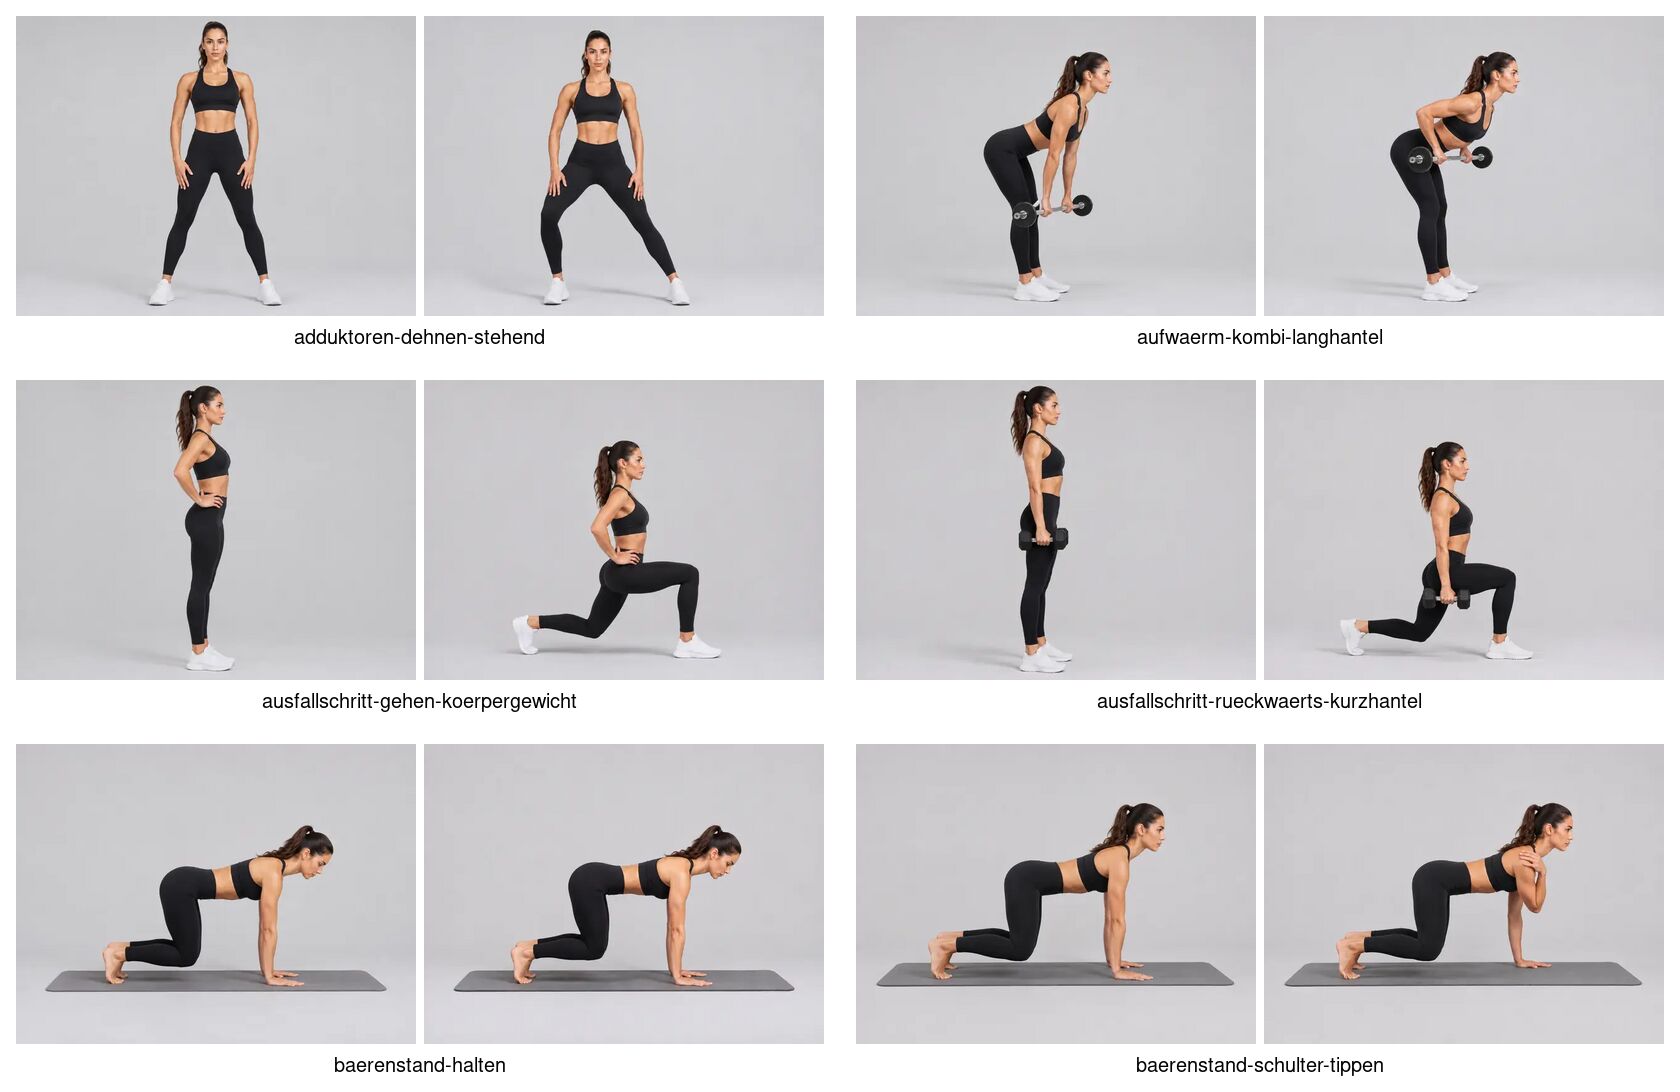 adduktoren-dehnen-stehend
aufwaerm-kombi-langhantel
ausfallschritt-gehen-koerpergewicht
ausfallschritt-rueckwaerts-kurzhantel
baerenstand-halten
baerenstand-schulter-tippen